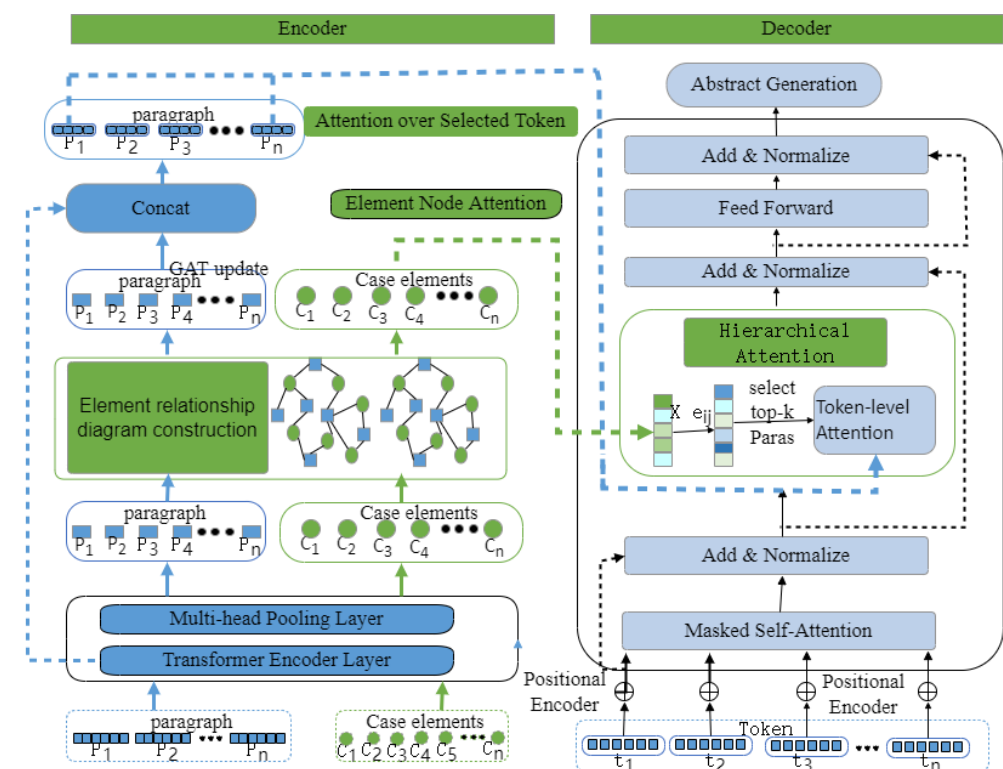 Encoder
Decoder
paragraph
P1 P2 P3 Pn
Attention over Selected Token
Concat
Element Node Attention
GAT update
paragraph
P1 P2 P3 P4 Pn
Case elements
C1 C2 C3 C4 Cn
Element relationship
diagram construction
paragraph
P1 P2 P3 P4 Pn
Case elements
C1 C2 C3 C4 Cn
Multi-head Pooling Layer
Transformer Encoder Layer
paragraph
P1 P2 Pn
Case elements
C1 C2 C3 C4 C5 Cn
Abstract Generation
Add & Normalize
Feed Forward
Add & Normalize
Hierarchical
Attention
X eij
select
top-k
Paras
Token-level
Attention
Add & Normalize
Masked Self-Attention
Positional
Encoder
Positional
Encoder
Token
t1 t2 t3 tn